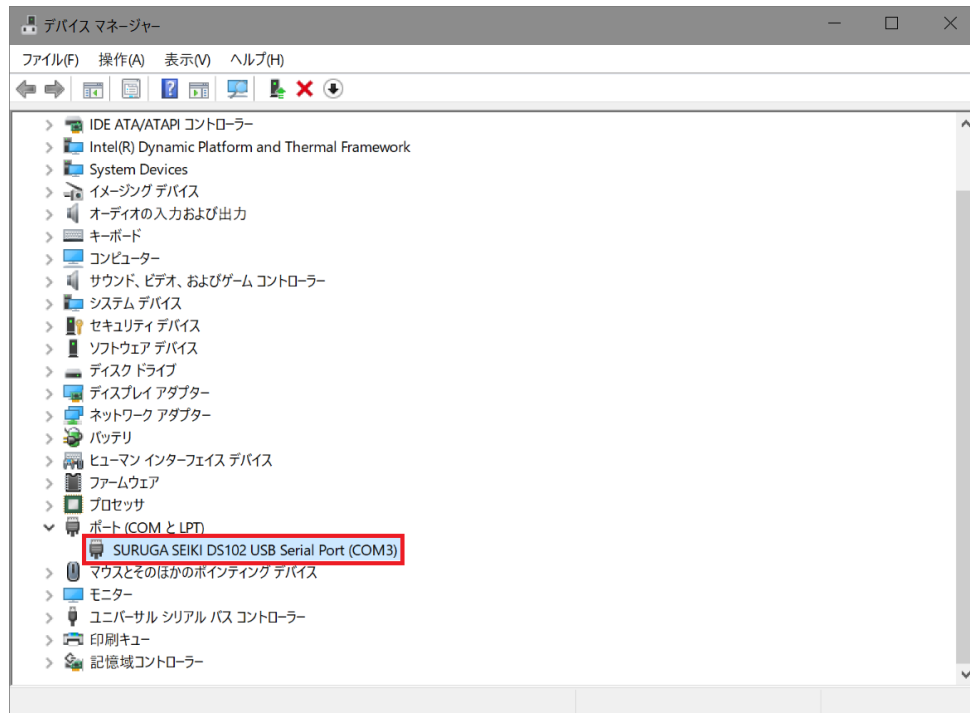 デバイス マネージャー
ファイル(F) 操作(A) 表示(V) ヘルプ(H)
IDE ATA/ATAPI コントローラー
Intel(R) Dynamic Platform and Thermal Framework
System Devices
イメージング デバイス
オーディオの入力および出力
キーボード
コンピューター
サウンド、ビデオ、およびゲーム コントローラー
システム デバイス
セキュリティ デバイス
ソフトウェア デバイス
ディスク ドライブ
ディスプレイ アダプター
ネットワーク アダプター
バッテリ
ヒューマン インターフェイス デバイス
ファームウェア
プロセッサ
ポート (COM と LPT)
SURUGA SEIKI DS102 USB Serial Port (COM3)
マウスとそのほかのポインティング デバイス
モニター
ユニバーサル シリアル バス コントローラー
印刷キュー
記憶域コントローラー